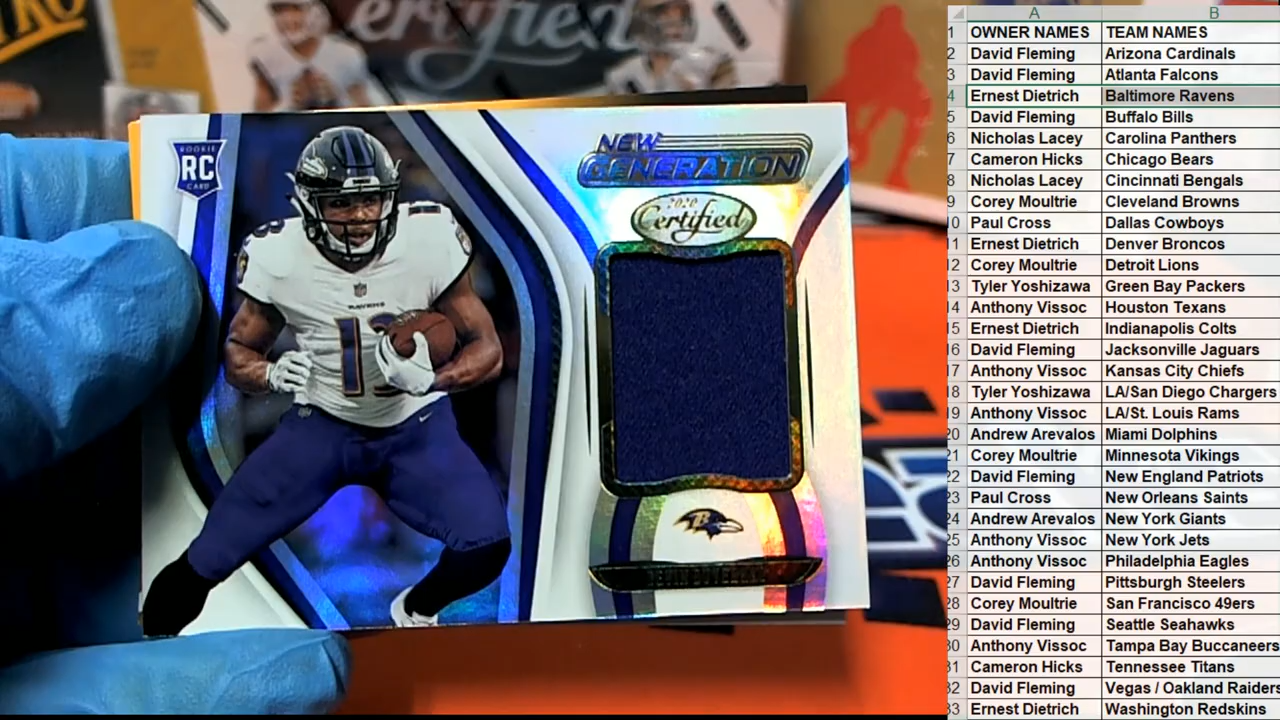 Certified
ROOKIE
RC
CARD
NEW
GENERATION
2020
Certified
RAVENS
13
A B
1 OWNER NAMES TEAM NAMES
2 David Fleming Arizona Cardinals
3 David Fleming Atlanta Falcons
4 Ernest Dietrich Baltimore Ravens
5 David Fleming Buffalo Bills
6 Nicholas Lacey Carolina Panthers
7 Cameron Hicks Chicago Bears
8 Nicholas Lacey Cincinnati Bengals
9 Corey Moultrie Cleveland Browns
10 Paul Cross Dallas Cowboys
11 Ernest Dietrich Denver Broncos
12 Corey Moultrie Detroit Lions
13 Tyler Yoshizawa Green Bay Packers
14 Anthony Vissoc Houston Texans
15 Ernest Dietrich Indianapolis Colts
16 David Fleming Jacksonville Jaguars
17 Anthony Vissoc Kansas City Chiefs
18 Tyler Yoshizawa LA/San Diego Chargers
19 Anthony Vissoc LA/St. Louis Rams
20 Andrew Arevalos Miami Dolphins
21 Corey Moultrie Minnesota Vikings
22 David Fleming New England Patriots
23 Paul Cross New Orleans Saints
24 Andrew Arevalos New York Giants
25 Anthony Vissoc New York Jets
26 Anthony Vissoc Philadelphia Eagles
27 David Fleming Pittsburgh Steelers
28 Corey Moultrie San Francisco 49ers
29 David Fleming Seattle Seahawks
30 Anthony Vissoc Tampa Bay Buccaneers
31 Cameron Hicks Tennessee Titans
32 David Fleming Vegas / Oakland Raiders
33 Ernest Dietrich Washington Redskins